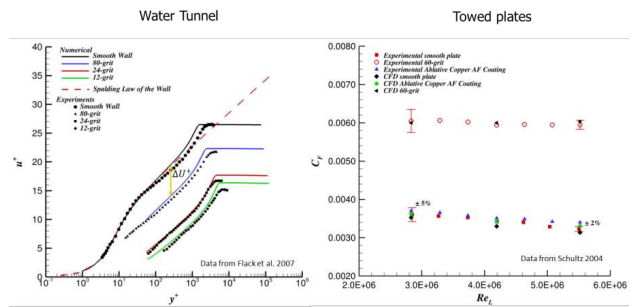 Water Tunnel
Towed plates
40
35
30
25
20
15
10
5
0
u⁺
Numerical
Smooth Wall
80-grit
24-grit
12-grit
Spalding Law of the Wall
Experiments
Smooth Wall
80-grit
24-grit
12-grit
ΔU⁺
Data from Flack et al. 2007
10⁻¹ 10⁰ 10¹ 10² 10³ 10⁴ 10⁵ 10⁶
y⁺
0.0080
0.0070
0.0060
0.0050
0.0040
0.0030
0.0020
C_F
Experimental smooth plate
Experimental 60-grit
Experimental Ablative Copper AF Coating
CFD smooth plate
CFD Ablative Copper AF Coating
CFD 60-grit
± 5%
± 2%
Data from Schultz 2004
2.0E+06 3.0E+06 4.0E+06 5.0E+06 6.0E+06
Re_L